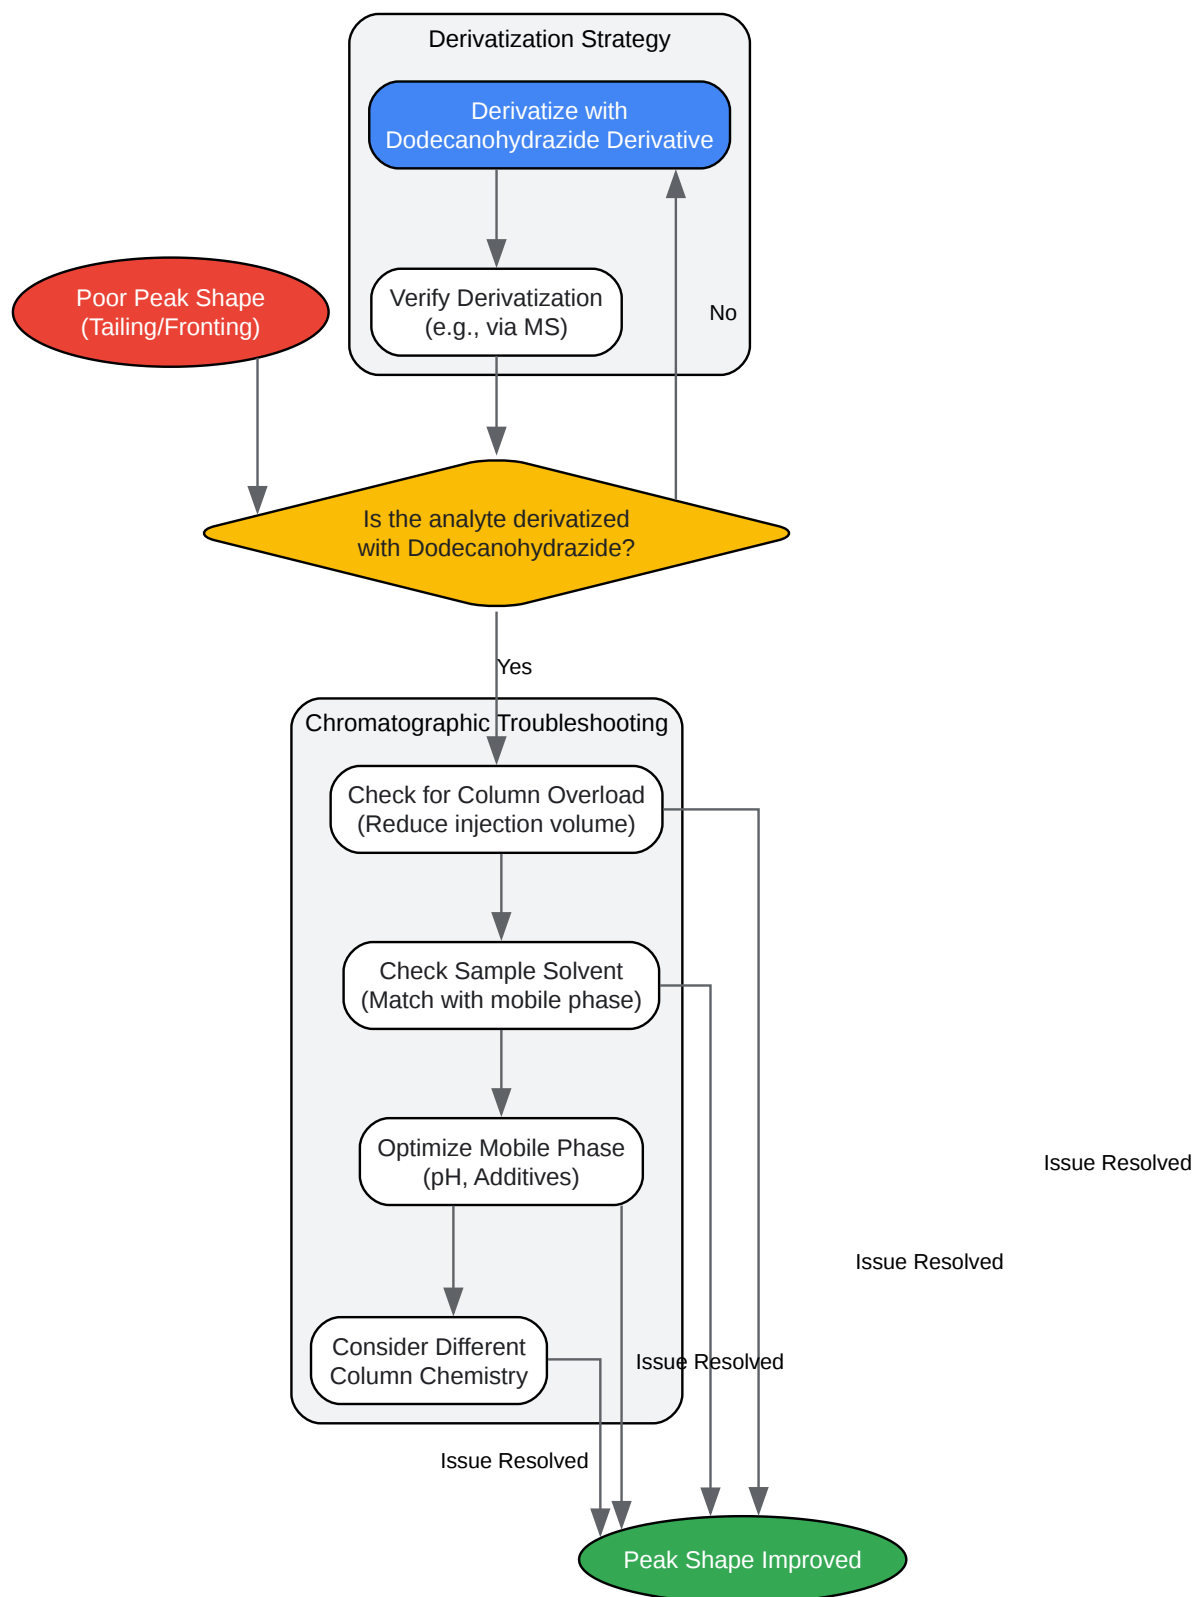 Derivatization Strategy
Derivatize with
Dodecanohydrazide Derivative
Poor Peak Shape
(Tailing/Fronting)
Verify Derivatization
(e.g., via MS)
No
Is the analyte derivatized
with Dodecanohydrazide?
Yes
Chromatographic Troubleshooting
Check for Column Overload
(Reduce injection volume)
Check Sample Solvent
(Match with mobile phase)
Optimize Mobile Phase
(pH, Additives)
Issue Resolved
Issue Resolved
Consider Different
Column Chemistry
Issue Resolved
Issue Resolved
Peak Shape Improved